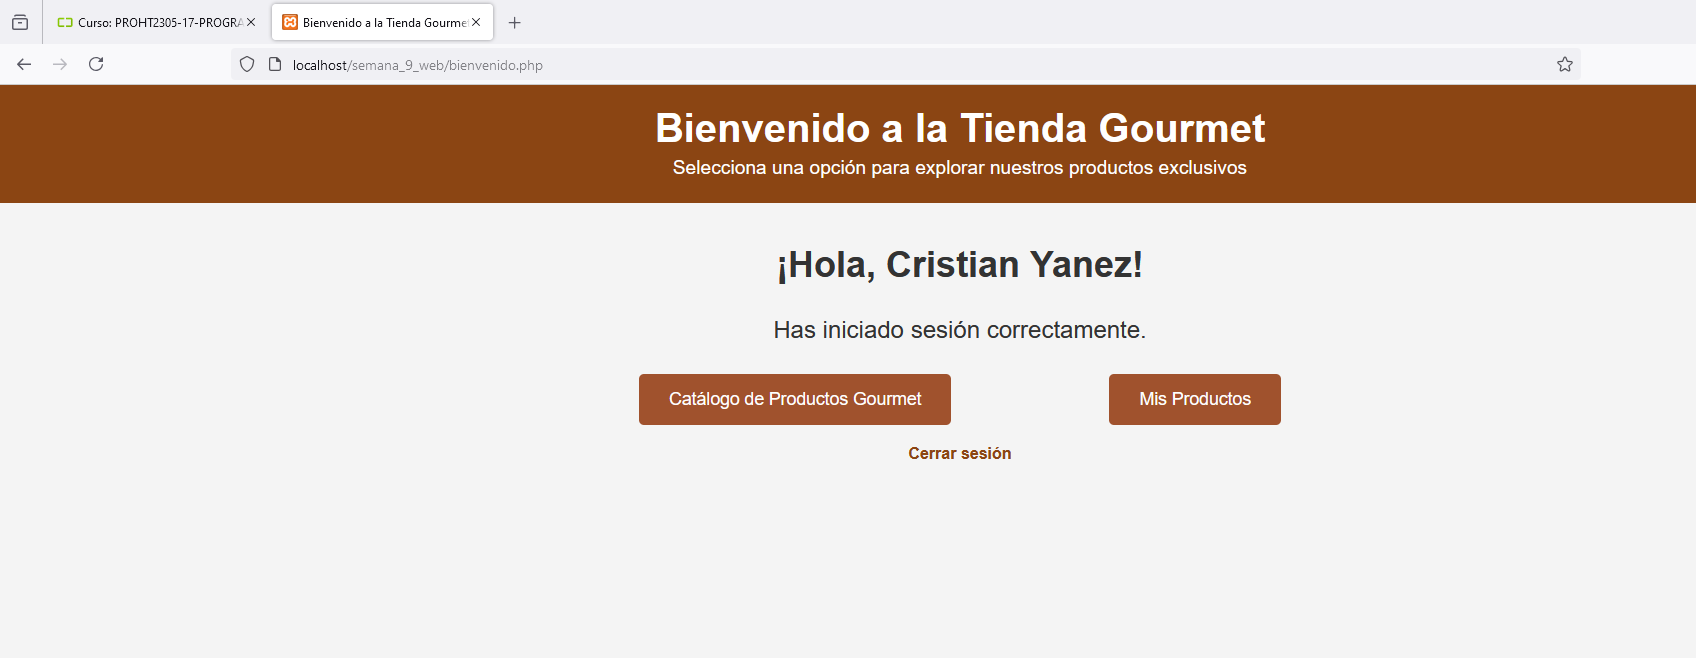 Curso: PROHT2305-17-PROGRA
Bienvenido a la Tienda Gourme
localhost/semana_9_web/bienvenido.php
Bienvenido a la Tienda Gourmet
Selecciona una opción para explorar nuestros productos exclusivos
¡Hola, Cristian Yanez!
Has iniciado sesión correctamente.
Catálogo de Productos Gourmet
Mis Productos
Cerrar sesión